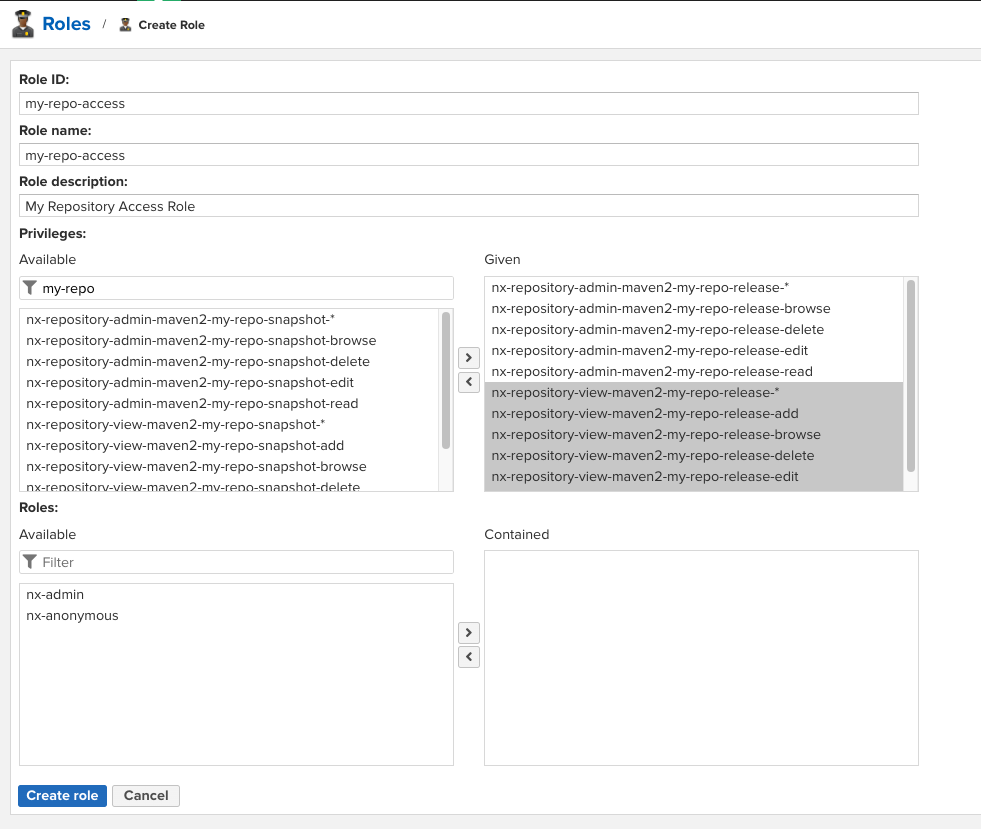 Roles / Create Role
Role ID:
my-repo-access
Role name:
my-repo-access
Role description:
My Repository Access Role
Privileges:
Available
my-repo
nx-repository-admin-maven2-my-repo-snapshot-*
nx-repository-admin-maven2-my-repo-snapshot-browse
nx-repository-admin-maven2-my-repo-snapshot-delete
nx-repository-admin-maven2-my-repo-snapshot-edit
nx-repository-admin-maven2-my-repo-snapshot-read
nx-repository-view-maven2-my-repo-snapshot-*
nx-repository-view-maven2-my-repo-snapshot-add
nx-repository-view-maven2-my-repo-snapshot-browse
nx-repository-view-maven2-my-repo-snapshot-delete
Given
nx-repository-admin-maven2-my-repo-release-*
nx-repository-admin-maven2-my-repo-release-browse
nx-repository-admin-maven2-my-repo-release-delete
nx-repository-admin-maven2-my-repo-release-edit
nx-repository-admin-maven2-my-repo-release-read
nx-repository-view-maven2-my-repo-release-*
nx-repository-view-maven2-my-repo-release-add
nx-repository-view-maven2-my-repo-release-browse
nx-repository-view-maven2-my-repo-release-delete
nx-repository-view-maven2-my-repo-release-edit
Roles:
Available
Filter
nx-admin
nx-anonymous
Contained
Create role
Cancel